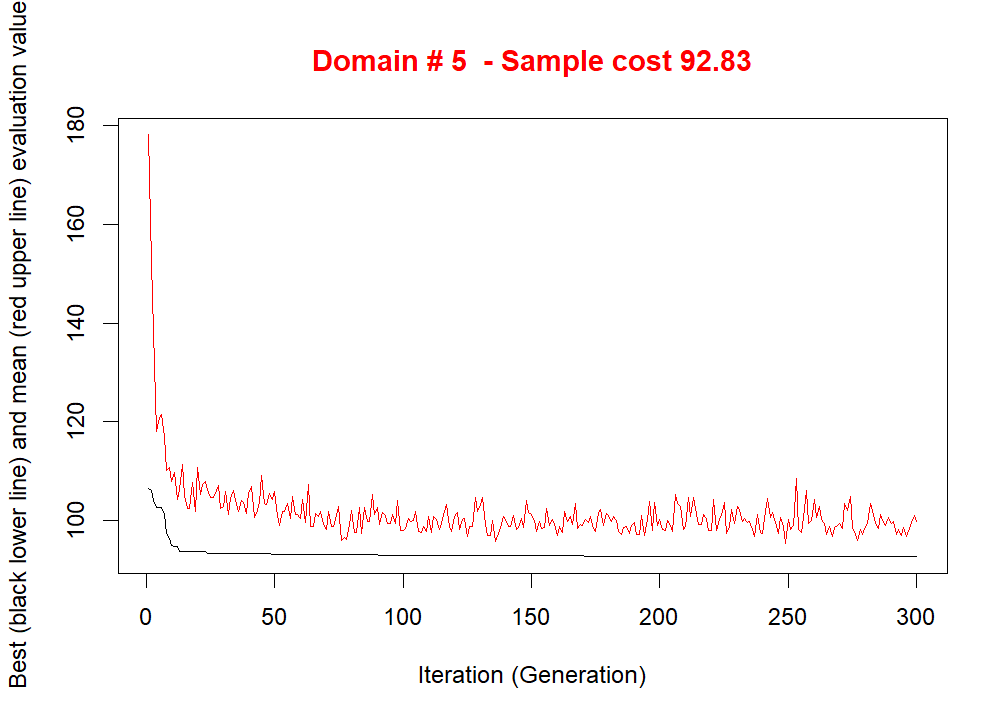 Domain # 5  - Sample cost 92.83
Best (black lower line) and mean (red upper line) evaluation value
180
160
140
120
100
0 50 100 150 200 250 300
Iteration (Generation)